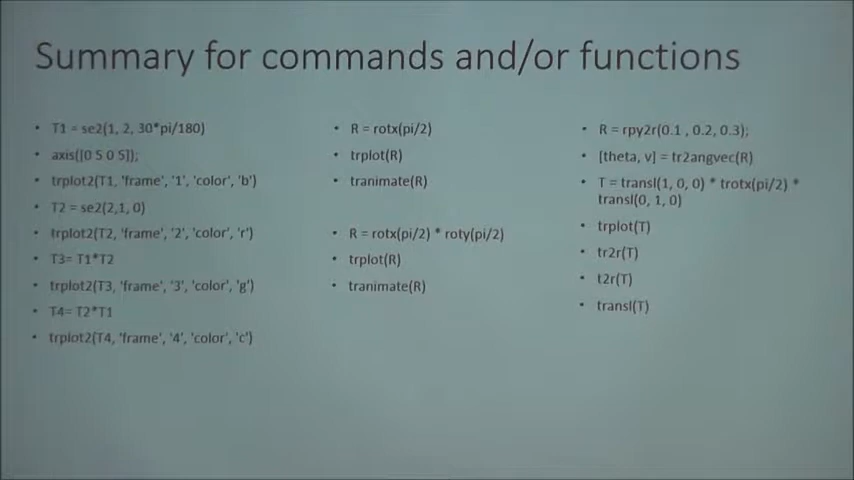 Summary for commands and/or functions
• T1 = se2(1, 2, 30*pi/180)
• axis([0 5 0 5]);
• trplot2(T1, 'frame', '1', 'color', 'b')
• T2 = se2(2,1, 0)
• trplot2(T2, 'frame', '2', 'color', 'r')
• T3= T1*T2
• trplot2(T3, 'frame', '3', 'color', 'g')
• T4= T2*T1
• trplot2(T4, 'frame', '4', 'color', 'c')
• R = rotx(pi/2)
• trplot(R)
• tranimate(R)
• R = rotx(pi/2) * roty(pi/2)
• trplot(R)
• tranimate(R)
• R = rpy2r(0.1 , 0.2, 0.3);
• [theta, v] = tr2angvec(R)
• T = transl(1, 0, 0) * trotx(pi/2) *
transl(0, 1, 0)
• trplot(T)
• tr2r(T)
• t2r(T)
• transl(T)